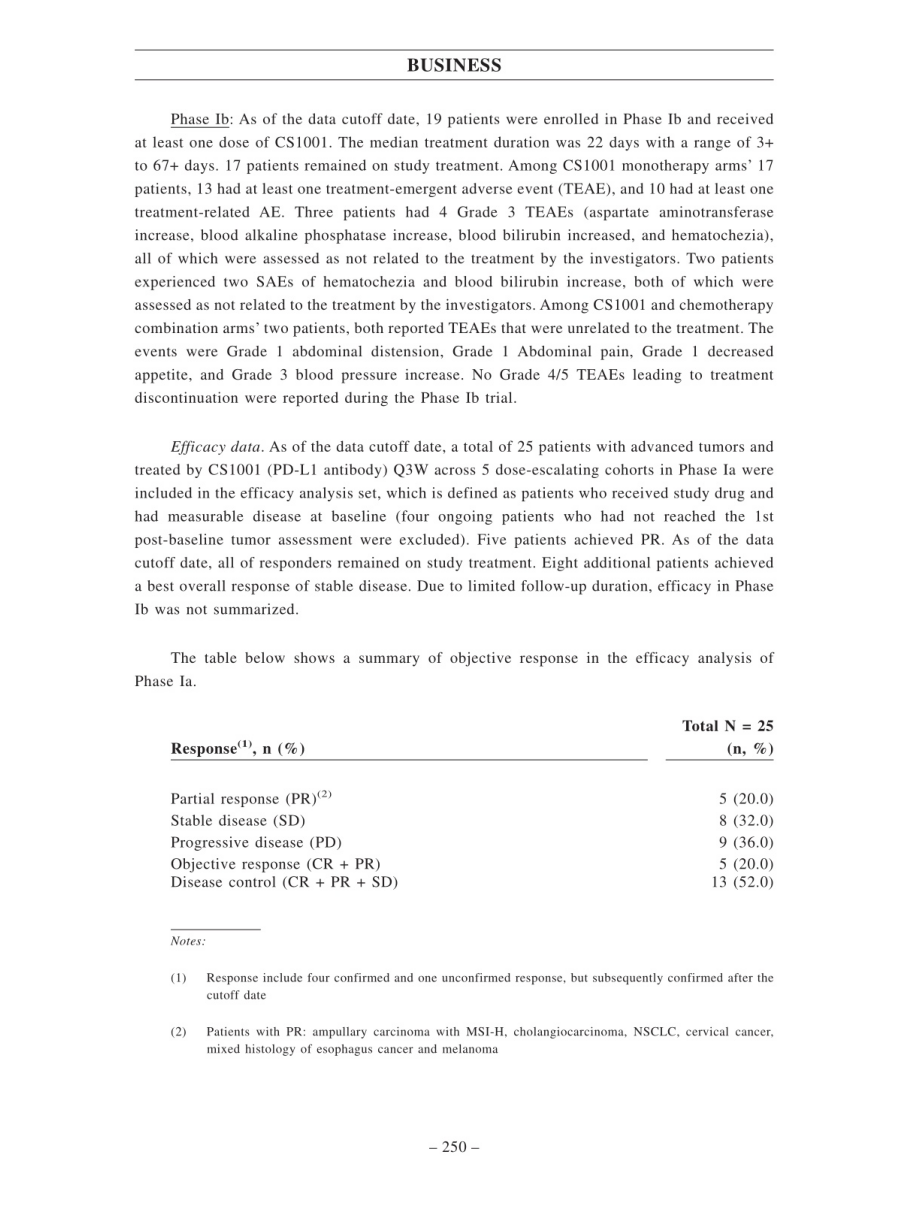 BUSINESS
Phase Ib: As of the data cutoff date, 19 patients were enrolled in Phase Ib and received
at least one dose of CS1001. The median treatment duration was 22 days with a range of 3+
to 67+ days. 17 patients remained on study treatment. Among CS1001 monotherapy arms’ 17
patients, 13 had at least one treatment-emergent adverse event (TEAE), and 10 had at least one
treatment-related AE. Three patients had 4 Grade 3 TEAEs (aspartate aminotransferase
increase, blood alkaline phosphatase increase, blood bilirubin increased, and hematochezia),
all of which were assessed as not related to the treatment by the investigators. Two patients
experienced two SAEs of hematochezia and blood bilirubin increase, both of which were
assessed as not related to the treatment by the investigators. Among CS1001 and chemotherapy
combination arms’ two patients, both reported TEAEs that were unrelated to the treatment. The
events were Grade 1 abdominal distension, Grade 1 Abdominal pain, Grade 1 decreased
appetite, and Grade 3 blood pressure increase. No Grade 4/5 TEAEs leading to treatment
discontinuation were reported during the Phase Ib trial.
Efficacy data. As of the data cutoff date, a total of 25 patients with advanced tumors and
treated by CS1001 (PD-L1 antibody) Q3W across 5 dose-escalating cohorts in Phase Ia were
included in the efficacy analysis set, which is defined as patients who received study drug and
had measurable disease at baseline (four ongoing patients who had not reached the 1st
post-baseline tumor assessment were excluded). Five patients achieved PR. As of the data
cutoff date, all of responders remained on study treatment. Eight additional patients achieved
a best overall response of stable disease. Due to limited follow-up duration, efficacy in Phase
Ib was not summarized.
The table below shows a summary of objective response in the efficacy analysis of
Phase Ia.
Total N = 25
Response(1), n (%) (n, %)
Partial response (PR)(2) 5 (20.0)
Stable disease (SD) 8 (32.0)
Progressive disease (PD) 9 (36.0)
Objective response (CR + PR) 5 (20.0)
Disease control (CR + PR + SD) 13 (52.0)
Notes:
(1) Response include four confirmed and one unconfirmed response, but subsequently confirmed after the
cutoff date
(2) Patients with PR: ampullary carcinoma with MSI-H, cholangiocarcinoma, NSCLC, cervical cancer,
mixed histology of esophagus cancer and melanoma
– 250 –